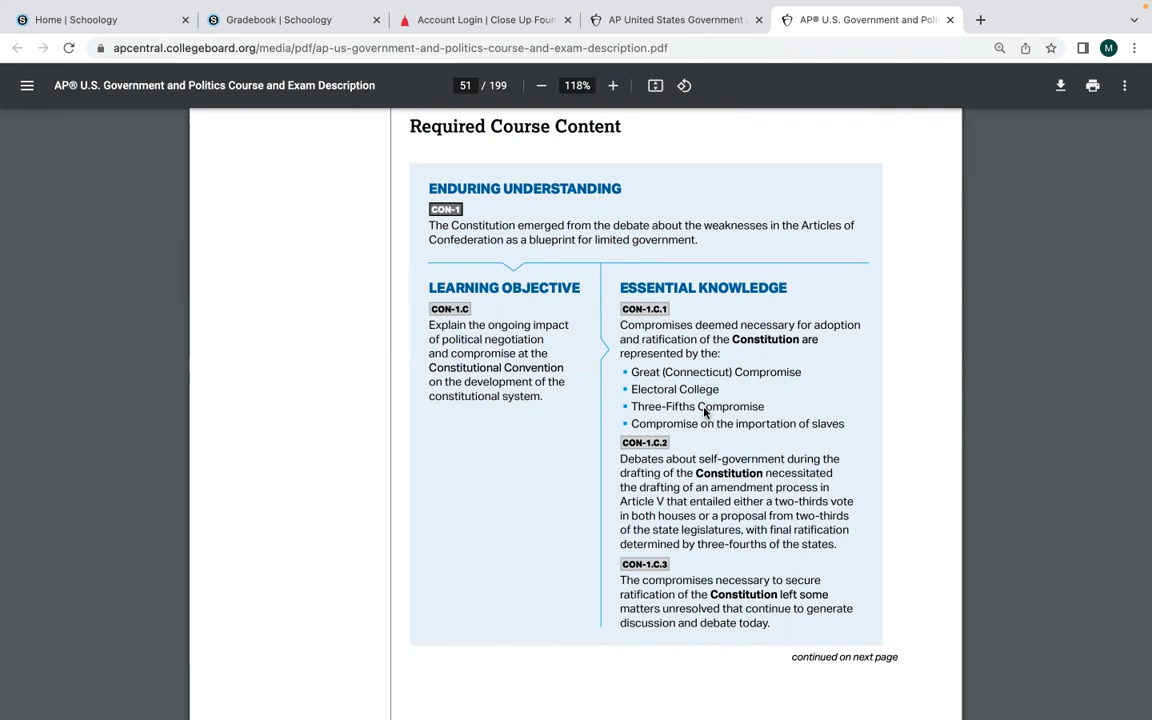 Home | Schoology
Gradebook | Schoology
Account Login | Close Up Foun
AP United States Government
AP® U.S. Government and Poli
apcentral.collegeboard.org/media/pdf/ap-us-government-and-politics-course-and-exam-description.pdf
M
AP® U.S. Government and Politics Course and Exam Description
51 / 199
118%
Required Course Content
ENDURING UNDERSTANDING
CON-1
The Constitution emerged from the debate about the weaknesses in the Articles of
Confederation as a blueprint for limited government.
LEARNING OBJECTIVE
CON-1.C
Explain the ongoing impact
of political negotiation
and compromise at the
Constitutional Convention
on the development of the
constitutional system.
ESSENTIAL KNOWLEDGE
CON-1.C.1
Compromises deemed necessary for adoption
and ratification of the Constitution are
represented by the:
▪ Great (Connecticut) Compromise
▪ Electoral College
▪ Three-Fifths Compromise
▪ Compromise on the importation of slaves
CON-1.C.2
Debates about self-government during the
drafting of the Constitution necessitated
the drafting of an amendment process in
Article V that entailed either a two-thirds vote
in both houses or a proposal from two-thirds
of the state legislatures, with final ratification
determined by three-fourths of the states.
CON-1.C.3
The compromises necessary to secure
ratification of the Constitution left some
matters unresolved that continue to generate
discussion and debate today.
continued on next page